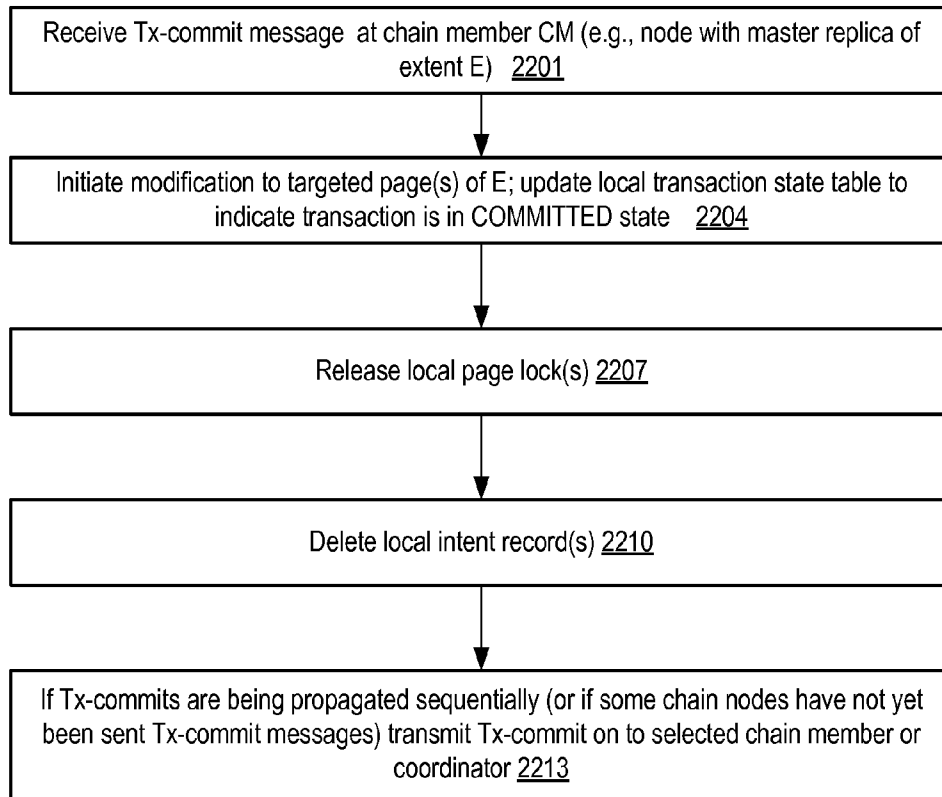 Receive Tx-commit message at chain member CM (e.g., node with master replica of
extent E) 2201
Initiate modification to targeted page(s) of E; update local transaction state table to
indicate transaction is in COMMITTED state 2204
Release local page lock(s) 2207
Delete local intent record(s) 2210
If Tx-commits are being propagated sequentially (or if some chain nodes have not yet
been sent Tx-commit messages) transmit Tx-commit on to selected chain member or
coordinator 2213